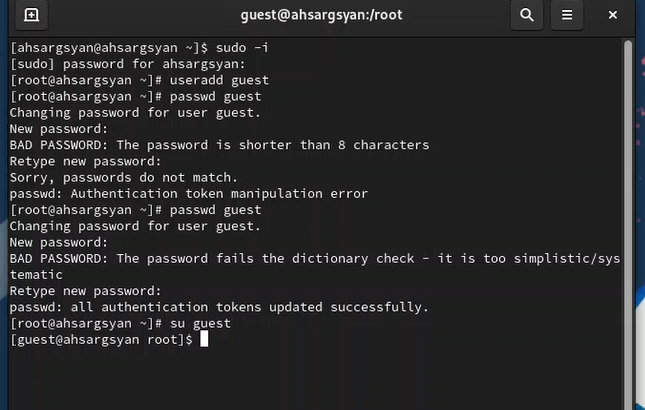 guest@ahsargsyan:/root
[ahsargsyan@ahsargsyan ~]$ sudo -i
[sudo] password for ahsargsyan:
[root@ahsargsyan ~]# useradd guest
[root@ahsargsyan ~]# passwd guest
Changing password for user guest.
New password:
BAD PASSWORD: The password is shorter than 8 characters
Retype new password:
Sorry, passwords do not match.
passwd: Authentication token manipulation error
[root@ahsargsyan ~]# passwd guest
Changing password for user guest.
New password:
BAD PASSWORD: The password fails the dictionary check - it is too simplistic/sys
tematic
Retype new password:
passwd: all authentication tokens updated successfully.
[root@ahsargsyan ~]# su guest
[guest@ahsargsyan root]$